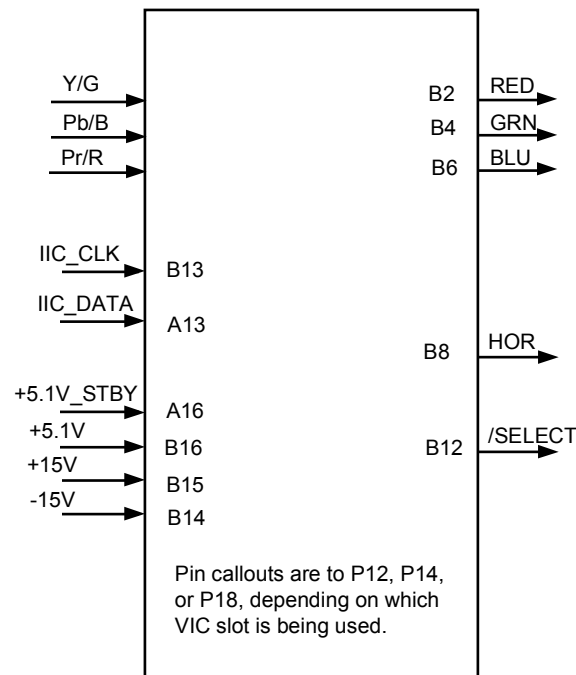 Y/G
Pb/B
Pr/R
IIC_CLK
B13
IIC_DATA
A13
+5.1V_STBY
A16
+5.1V
B16
+15V
B15
-15V
B14
B2
RED
B4
GRN
B6
BLU
B8
HOR
B12
/SELECT
Pin callouts are to P12, P14,
or P18, depending on which
VIC slot is being used.